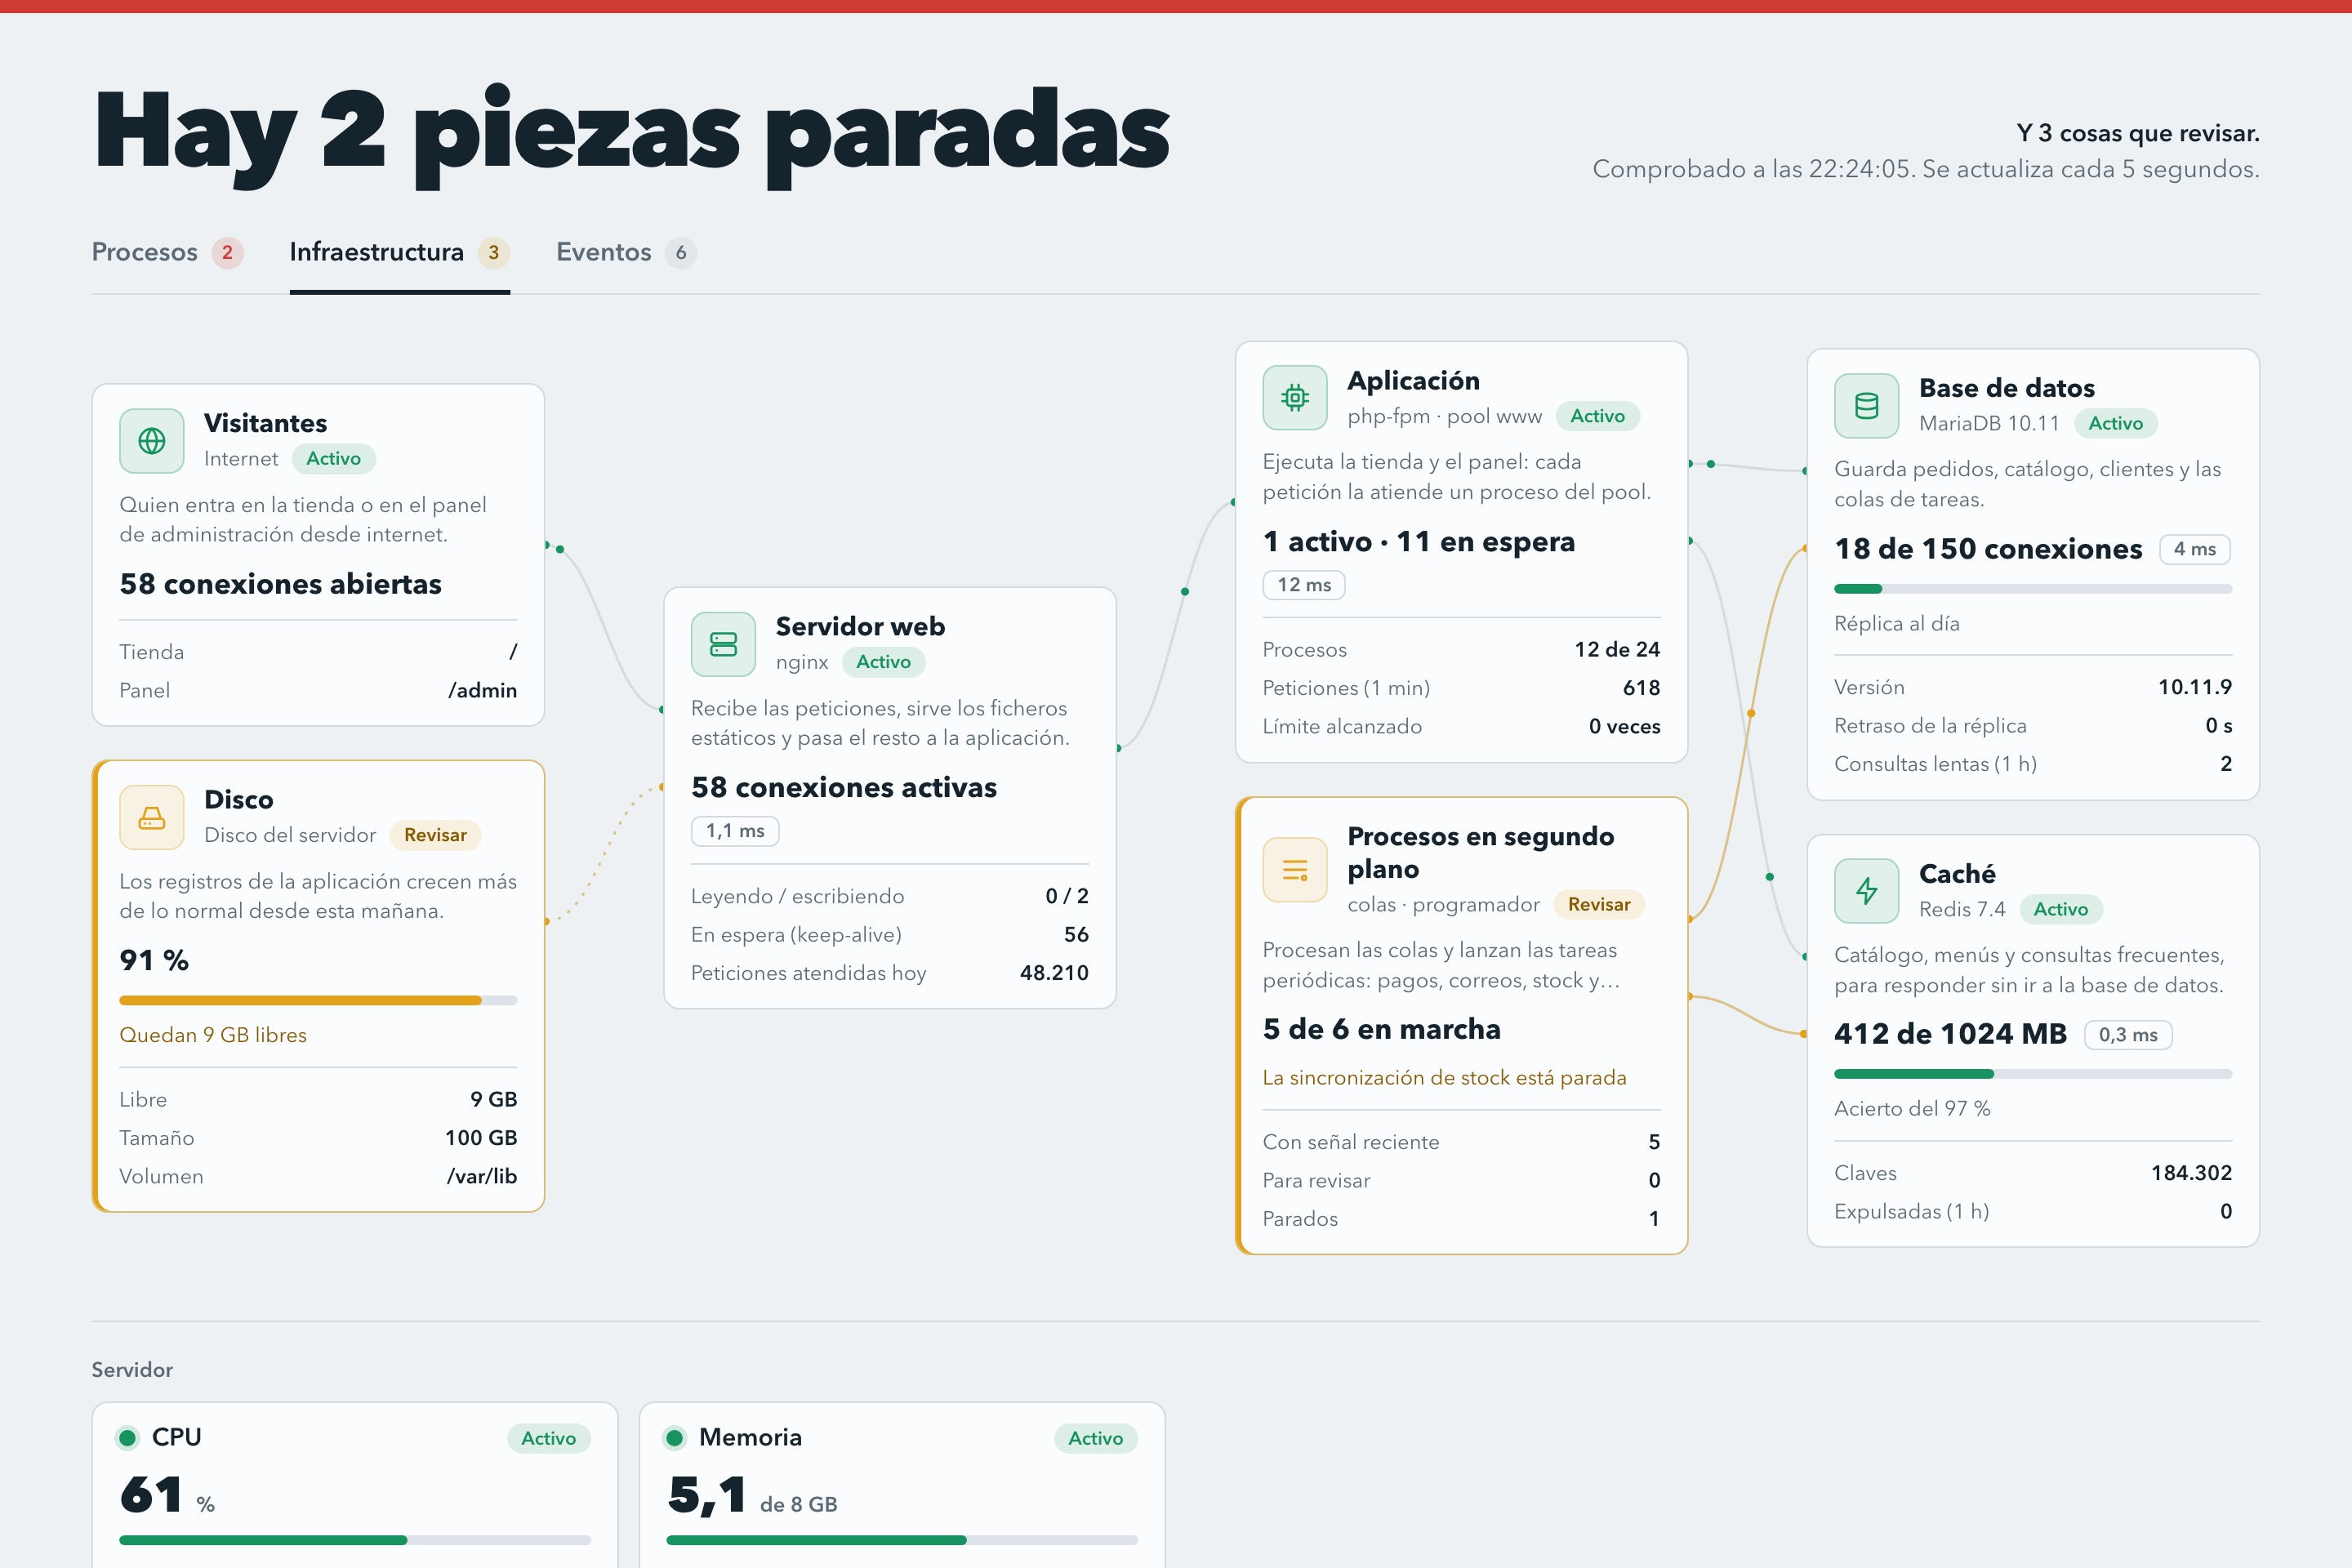 Hay 2 piezas paradas
Y 3 cosas que revisar.
Comprobado a las 22:24:05. Se actualiza cada 5 segundos.
Procesos 2
Infraestructura 3
Eventos 6
Visitantes
Internet Activo
Quien entra en la tienda o en el panel
de administración desde internet.
58 conexiones abiertas
Tienda /
Panel /admin
Disco
Disco del servidor Revisar
Los registros de la aplicación crecen más
de lo normal desde esta mañana.
91 %
Quedan 9 GB libres
Libre 9 GB
Tamaño 100 GB
Volumen /var/lib
Servidor web
nginx Activo
Recibe las peticiones, sirve los ficheros
estáticos y pasa el resto a la aplicación.
58 conexiones activas
1,1 ms
Leyendo / escribiendo 0 / 2
En espera (keep-alive) 56
Peticiones atendidas hoy 48.210
Aplicación
php-fpm · pool www Activo
Ejecuta la tienda y el panel: cada
petición la atiende un proceso del pool.
1 activo · 11 en espera
12 ms
Procesos 12 de 24
Peticiones (1 min) 618
Límite alcanzado 0 veces
Procesos en segundo
plano
colas · programador Revisar
Procesan las colas y lanzan las tareas
periódicas: pagos, correos, stock y…
5 de 6 en marcha
La sincronización de stock está parada
Con señal reciente 5
Para revisar 0
Parados 1
Base de datos
MariaDB 10.11 Activo
Guarda pedidos, catálogo, clientes y las
colas de tareas.
18 de 150 conexiones 4 ms
Réplica al día
Versión 10.11.9
Retraso de la réplica 0 s
Consultas lentas (1 h) 2
Caché
Redis 7.4 Activo
Catálogo, menús y consultas frecuentes,
para responder sin ir a la base de datos.
412 de 1024 MB 0,3 ms
Acierto del 97 %
Claves 184.302
Expulsadas (1 h) 0
Servidor
CPU Activo
61 %
Memoria Activo
5,1 de 8 GB